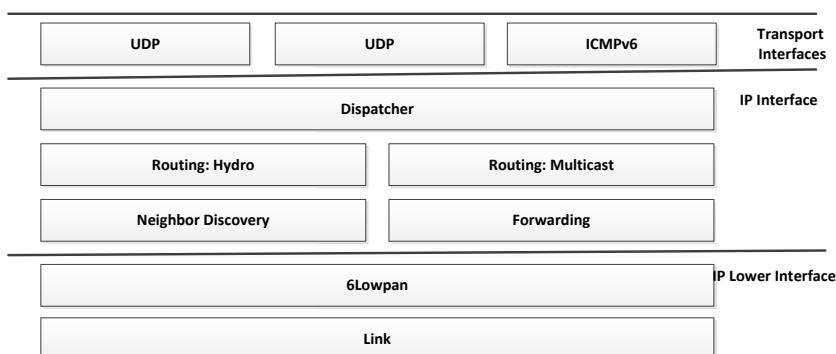 UDP
UDP
ICMPv6
Transport
Interfaces
Dispatcher
IP Interface
Routing: Hydro
Routing: Multicast
Neighbor Discovery
Forwarding
6Lowpan
IP Lower Interface
Link